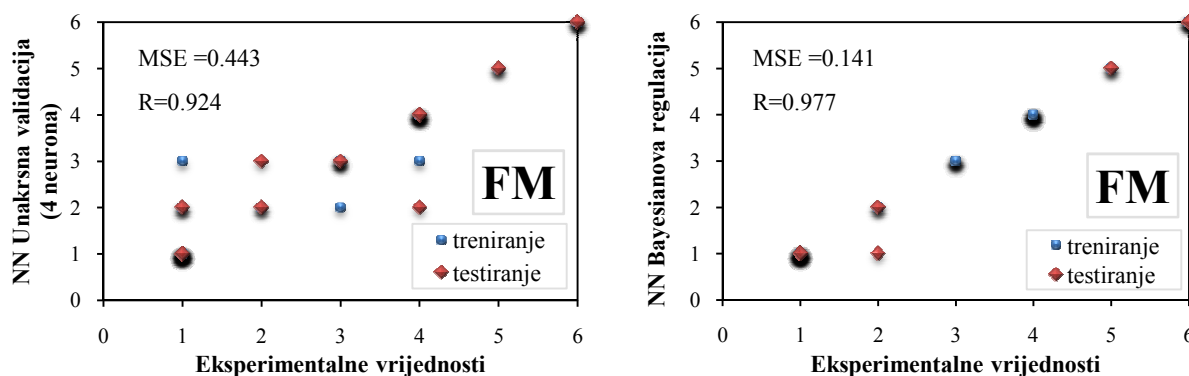 NN Unakrsna validacija
(4 neurona)
6
5
4
3
2
1
0
MSE =0.443
R=0.924
FM
treniranje
testiranje
0 1 2 3 4 5 6
Eksperimentalne vrijednosti
NN Bayesianova regulacija
6
5
4
3
2
1
0
MSE =0.141
R=0.977
FM
treniranje
testiranje
0 1 2 3 4 5 6
Eksperimentalne vrijednosti